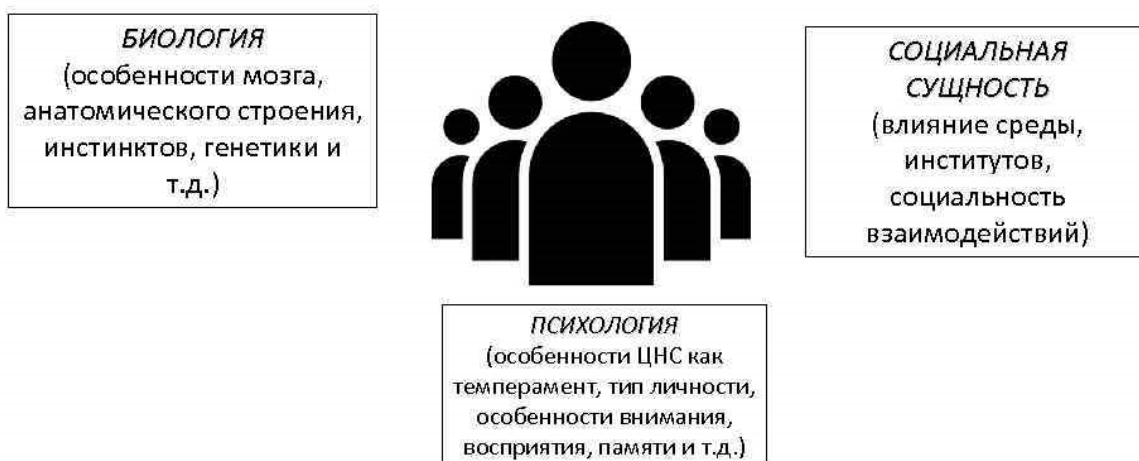 БИОЛОГИЯ
(особенности мозга,
анатомического строения,
инстинктов, генетики и
т.д.)
СОЦИАЛЬНАЯ
СУЩНОСТЬ
(влияние среды,
институтов,
социальность
взаимодействий)
ПСИХОЛОГИЯ
(особенности ЦНС как
темперамент, тип личности,
особенности внимания,
восприятия, памяти и т.д.)